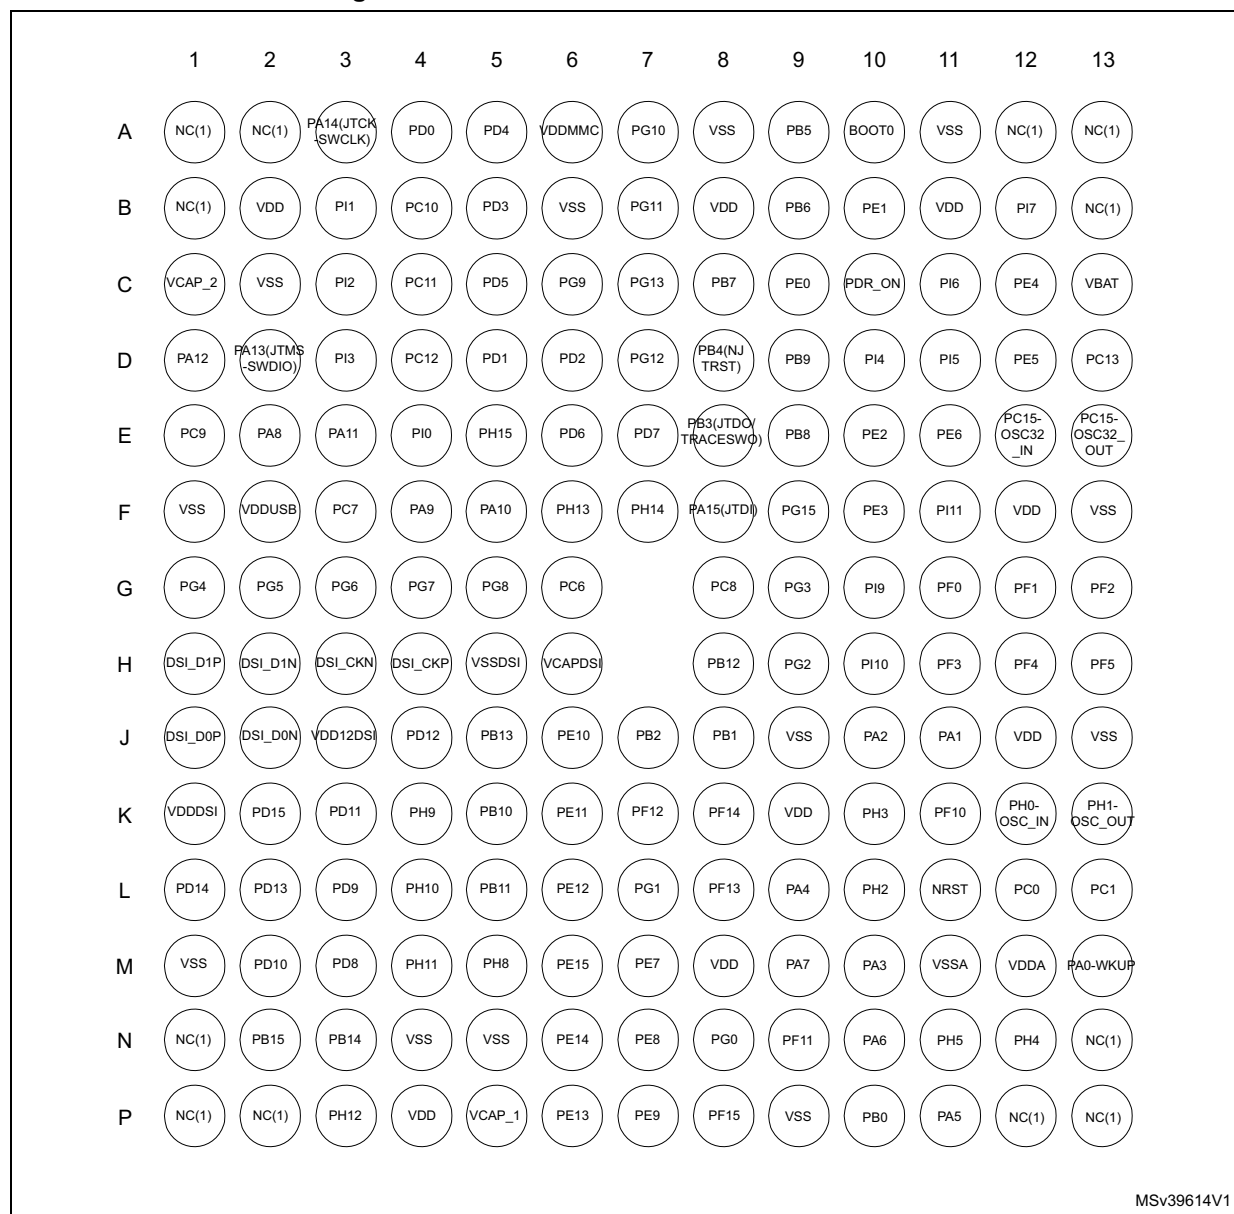 1 2 3 4 5 6 7 8 9 10 11 12 13
A NC(1) NC(1) PA14(JTCK-SWCLK) PD0 PD4 VDDMMC PG10 VSS PB5 BOOT0 VSS NC(1) NC(1)
B NC(1) VDD PI1 PC10 PD3 VSS PG11 VDD PB6 PE1 VDD PI7 NC(1)
C VCAP_2 VSS PI2 PC11 PD5 PG9 PG13 PB7 PE0 PDR_ON PI6 PE4 VBAT
D PA12 PA13(JTMS-SWDIO) PI3 PC12 PD1 PD2 PG12 PB4(NJTRST) PB9 PI4 PI5 PE5 PC13
E PC9 PA8 PA11 PI0 PH15 PD6 PD7 PB3(JTDO/TRACESWO) PB8 PE2 PE6 PC15-OSC32_IN PC15-OSC32_OUT
F VSS VDDUSB PC7 PA9 PA10 PH13 PH14 PA15(JTDI) PG15 PE3 PI11 VDD VSS
G PG4 PG5 PG6 PG7 PG8 PC6 PC8 PG3 PI9 PF0 PF1 PF2
H DSI_D1P DSI_D1N DSI_CKN DSI_CKP VSSDSI VCAPDSI PB12 PG2 PI10 PF3 PF4 PF5
J DSI_D0P DSI_D0N VDD12DSI PD12 PB13 PE10 PB2 PB1 VSS PA2 PA1 VDD VSS
K VDDDSI PD15 PD11 PH9 PB10 PE11 PF12 PF14 VDD PH3 PF10 PH0-OSC_IN PH1-OSC_OUT
L PD14 PD13 PD9 PH10 PB11 PE12 PG1 PF13 PA4 PH2 NRST PC0 PC1
M VSS PD10 PD8 PH11 PH8 PE15 PE7 VDD PA7 PA3 VSSA VDDA PA0-WKUP
N NC(1) PB15 PB14 VSS VSS PE14 PE8 PG0 PF11 PA6 PH5 PH4 NC(1)
P NC(1) NC(1) PH12 VDD VCAP_1 PE13 PE9 PF15 VSS PB0 PA5 NC(1) NC(1)
MSv39614V1